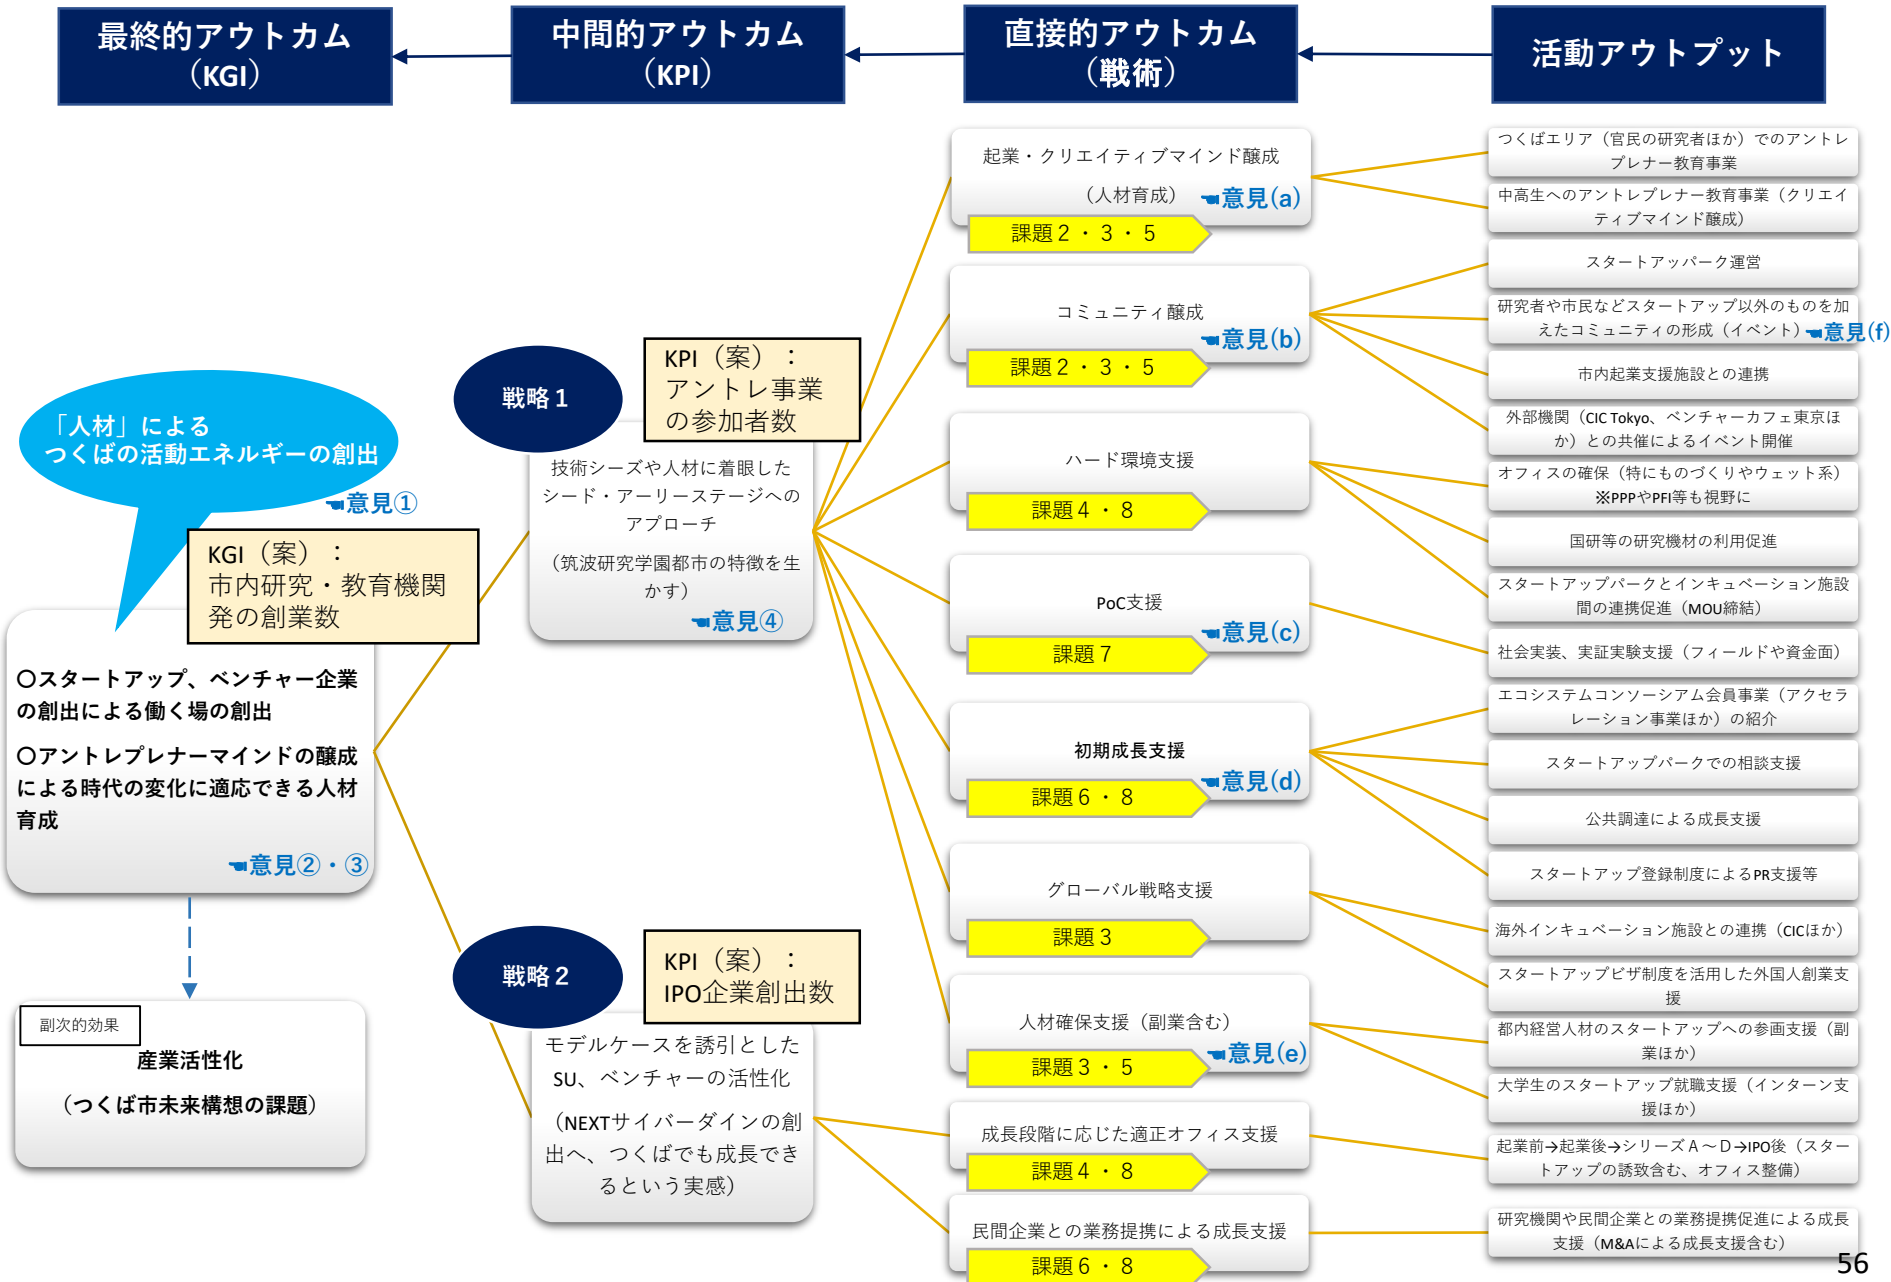 最終的アウトカム
（KGI）
中間的アウトカム
（KPI）
直接的アウトカム
（戦術）
活動アウトプット
「人材」による
つくばの活動エネルギーの創出
☚意見①
KGI（案）：
市内研究・教育機関
発の創業数
〇スタートアップ、ベンチャー企業
の創出による働く場の創出
〇アントレプレナーマインドの醸成
による時代の変化に適応できる人材
育成
☚意見②・③
副次的効果
産業活性化
（つくば市未来構想の課題）
戦略１
KPI（案）：
アントレ事業
の参加者数
技術シーズや人材に着眼した
シード・アーリーステージへの
アプローチ
（筑波研究学園都市の特徴を生
かす）
☚意見④
戦略２
KPI（案）：
IPO企業創出数
モデルケースを誘引とした
SU、ベンチャーの活性化
（NEXTサイバーダインの創
出へ、つくばでも成長でき
るという実感）
起業・クリエイティブマインド醸成
（人材育成）
☚意見(a)
課題２・３・５
コミュニティ醸成
☚意見(b)
課題２・３・５
ハード環境支援
課題４・８
PoC支援
☚意見(c)
課題７
初期成長支援
☚意見(d)
課題６・８
グローバル戦略支援
課題３
人材確保支援（副業含む）
☚意見(e)
課題３・５
成長段階に応じた適正オフィス支援
課題４・８
民間企業との業務提携による成長支援
課題６・８
つくばエリア（官民の研究者ほか）でのアントレ
プレナー教育事業
中高生へのアントレプレナー教育事業（クリエイ
ティブマインド醸成）
スタートアッパーク運営
研究者や市民などスタートアップ以外のものを加
えたコミュニティの形成（イベント）
☚意見(f)
市内起業支援施設との連携
外部機関（CIC Tokyo、ベンチャーカフェ東京ほ
か）との共催によるイベント開催
オフィスの確保（特にものづくりやウェット系）
※PPPやPFI等も視野に
国研等の研究機材の利用促進
スタートアップパークとインキュベーション施設
間の連携促進（MOU締結）
社会実装、実証実験支援（フィールドや資金面）
エコシステムコンソーシアム会員事業（アクセラ
レーション事業ほか）の紹介
スタートアップパークでの相談支援
公共調達による成長支援
スタートアップ登録制度によるPR支援等
海外インキュベーション施設との連携（CICほか）
スタートアップビザ制度を活用した外国人創業支
援
都内経営人材のスタートアップへの参画支援（副
業ほか）
大学生のスタートアップ就職支援（インターン支
援ほか）
起業前→起業後→シリーズＡ～Ｄ→IPO後（スター
トアップの誘致含む、オフィス整備）
研究機関や民間企業との業務提携促進による成長
支援（M&Aによる成長支援含む）
56